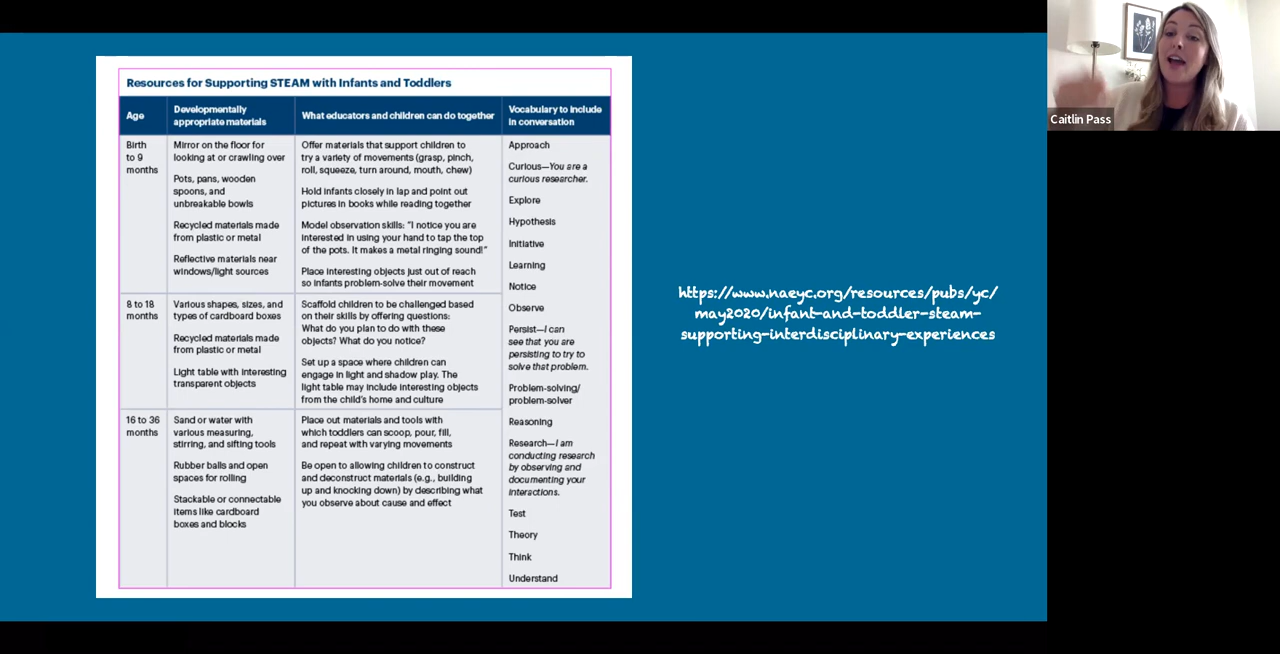 Resources for Supporting STEAM with Infants and Toddlers
Age
Developmentally
appropriate materials
What educators and children can do together
Vocabulary to include
in conversation
Birth
to 9
months
Mirror on the floor for
looking at or crawling over
Pots, pans, wooden
spoons, and
unbreakable bowls
Recycled materials made
from plastic or metal
Reflective materials near
windows/light sources
Offer materials that support children to
try a variety of movements (grasp, pinch,
roll, squeeze, turn around, mouth, chew)
Hold infants closely in lap and point out
pictures in books while reading together
Model observation skills: “I notice you are
interested in using your hand to tap the top
of the pots. It makes a metal ringing sound!”
Place interesting objects just out of reach
so infants problem-solve their movement
8 to 18
months
Various shapes, sizes, and
types of cardboard boxes
Recycled materials made
from plastic or metal
Light table with interesting
transparent objects
Scaffold children to be challenged based
on their skills by offering questions:
What do you plan to do with these
objects? What do you notice?
Set up a space where children can
engage in light and shadow play. The
light table may include interesting objects
from the child’s home and culture
16 to 36
months
Sand or water with
various measuring,
stirring, and sifting tools
Rubber balls and open
spaces for rolling
Stackable or connectable
items like cardboard
boxes and blocks
Place out materials and tools with
which toddlers can scoop, pour, fill,
and repeat with varying movements
Be open to allowing children to construct
and deconstruct materials (e.g., building
up and knocking down) by describing what
you observe about cause and effect
Approach
Curious—You are a
curious researcher.
Explore
Hypothesis
Initiative
Learning
Notice
Observe
Persist—I can
see that you are
persisting to try to
solve that problem.
Problem-solving/
problem-solver
Reasoning
Research—I am
conducting research
by observing and
documenting your
interactions.
Test
Theory
Think
Understand
https://www.naeyc.org/resources/pubs/yc/
may2020/infant-and-toddler-steam-
supporting-interdisciplinary-experiences
Caitlin Pass